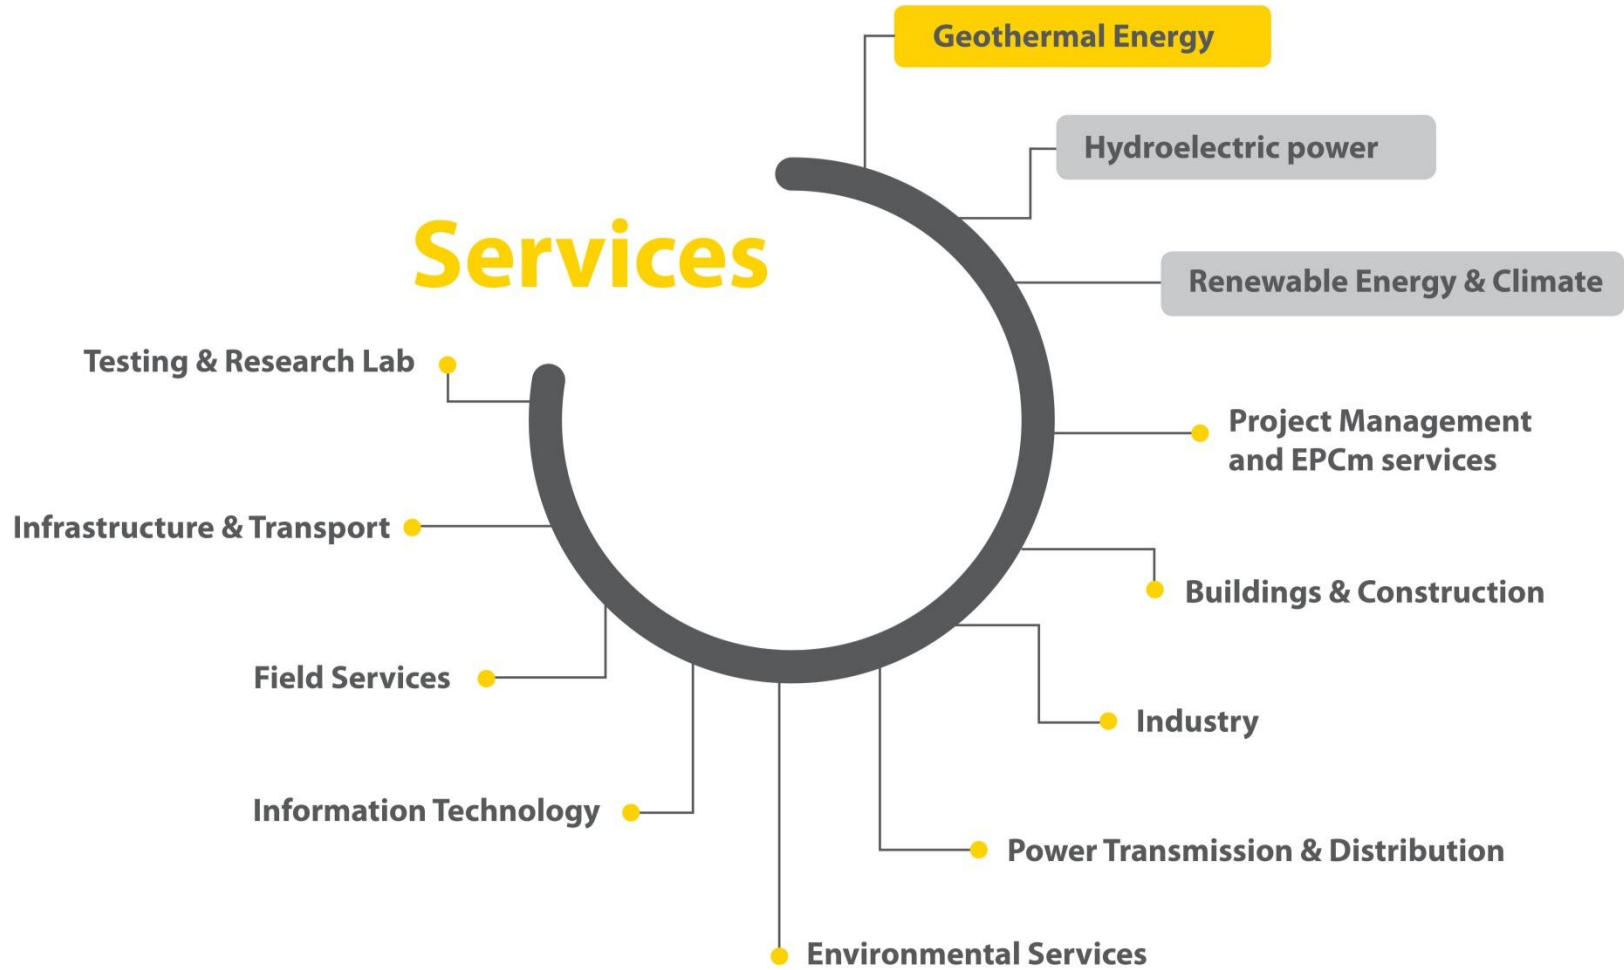 Services
Geothermal Energy
Hydroelectric power
Renewable Energy & Climate
Project Management
and EPCm services
Buildings & Construction
Industry
Power Transmission & Distribution
Environmental Services
Information Technology
Field Services
Infrastructure & Transport
Testing & Research Lab